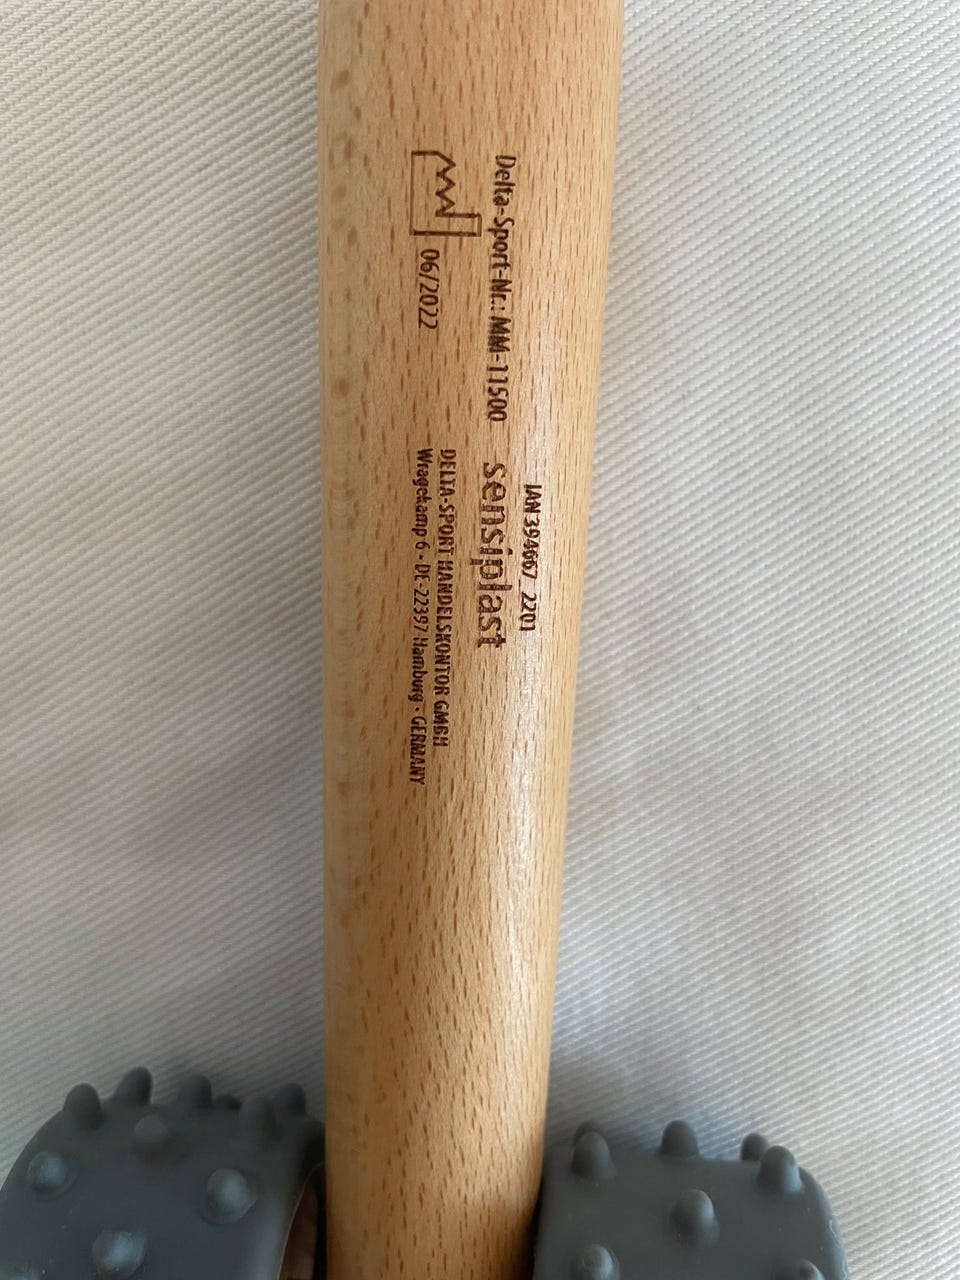 IAN 394667_2201
Delta-Sport-Nr.: MM-11500
sensiplast
06/2022
DELTA-SPORT HANDELSKONTOR GMBH
Wragekamp 6 • DE-22397 Hamburg • GERMANY